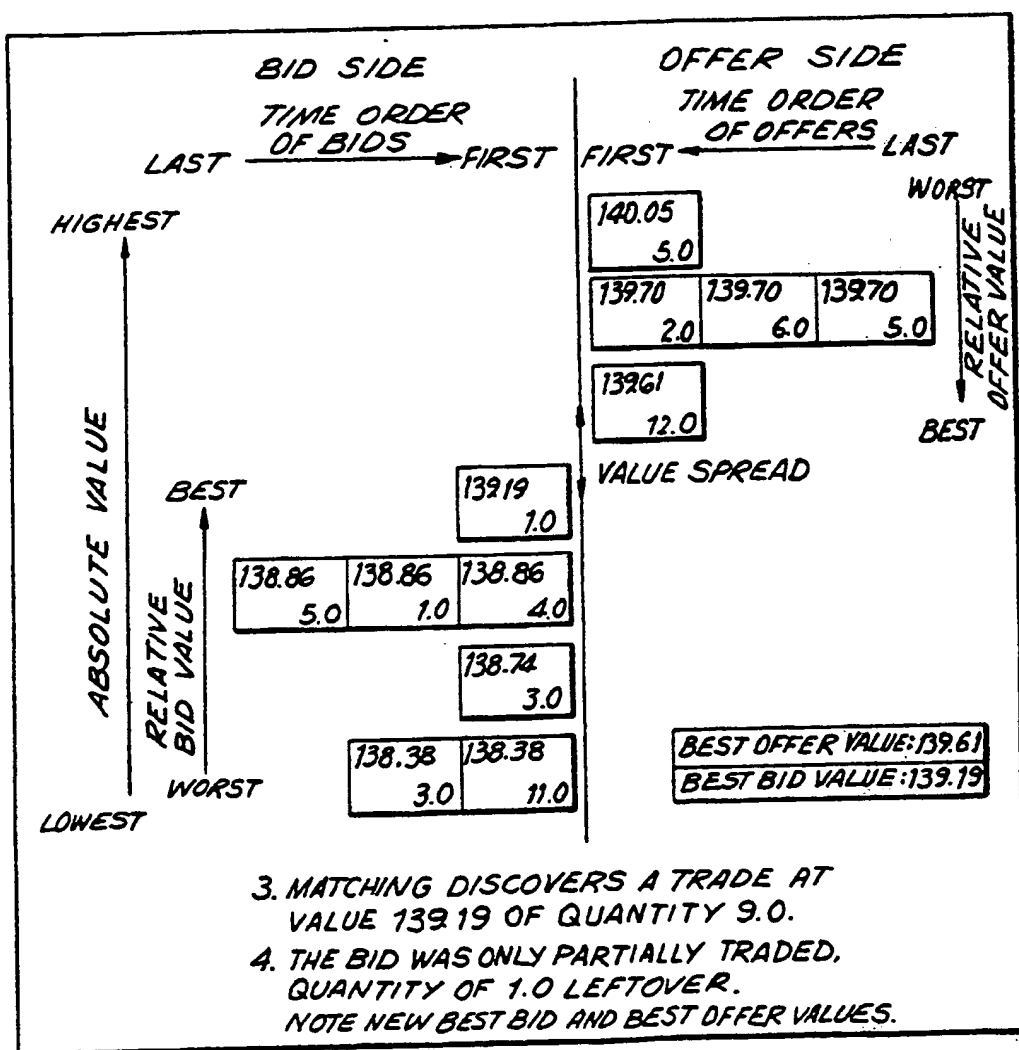 BID SIDE
OFFER SIDE
TIME ORDER
OF BIDS
TIME ORDER
OF OFFERS
LAST
FIRST
FIRST
LAST
HIGHEST
WORST
140.05
5.0
139.70
2.0
139.70
6.0
139.70
5.0
139.61
12.0
RELATIVE
OFFER VALUE
BEST
VALUE SPREAD
ABSOLUTE VALUE
BEST
139.19
1.0
138.86
5.0
138.86
1.0
138.86
4.0
RELATIVE
BID VALUE
138.74
3.0
138.38
3.0
138.38
11.0
WORST
LOWEST
BEST OFFER VALUE:139.61
BEST BID VALUE:139.19
3. MATCHING DISCOVERS A TRADE AT
VALUE 139.19 OF QUANTITY 9.0.
4. THE BID WAS ONLY PARTIALLY TRADED,
QUANTITY OF 1.0 LEFTOVER.
NOTE NEW BEST BID AND BEST OFFER VALUES.